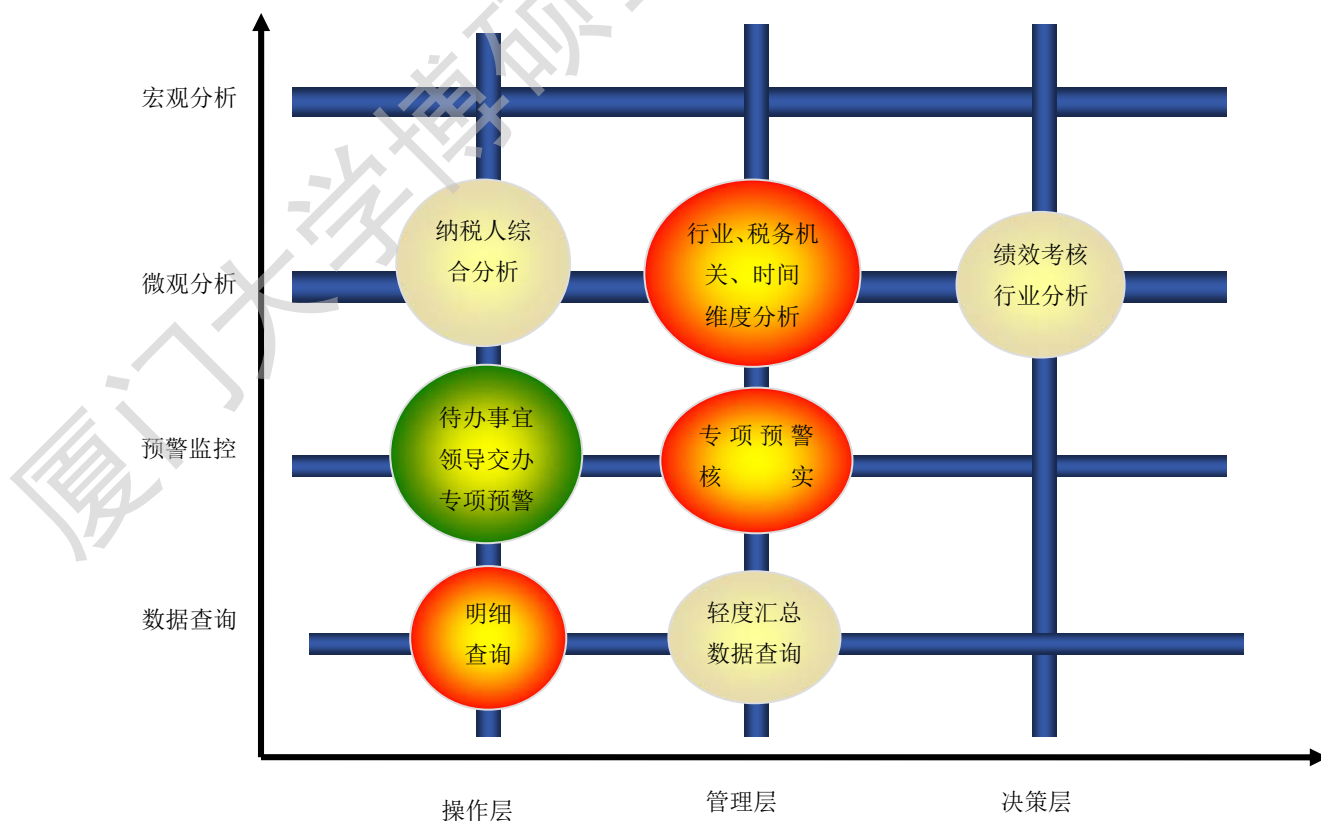 厦门大学博硕
宏观分析
微观分析
预警监控
数据查询
纳税人综
合分析
行业、税务机
关、时间
维度分析
绩效考核
行业分析
待办事宜
领导交办
专项预警
专项预警
核实
明细
查询
轻度汇总
数据查询
操作层
管理层
决策层